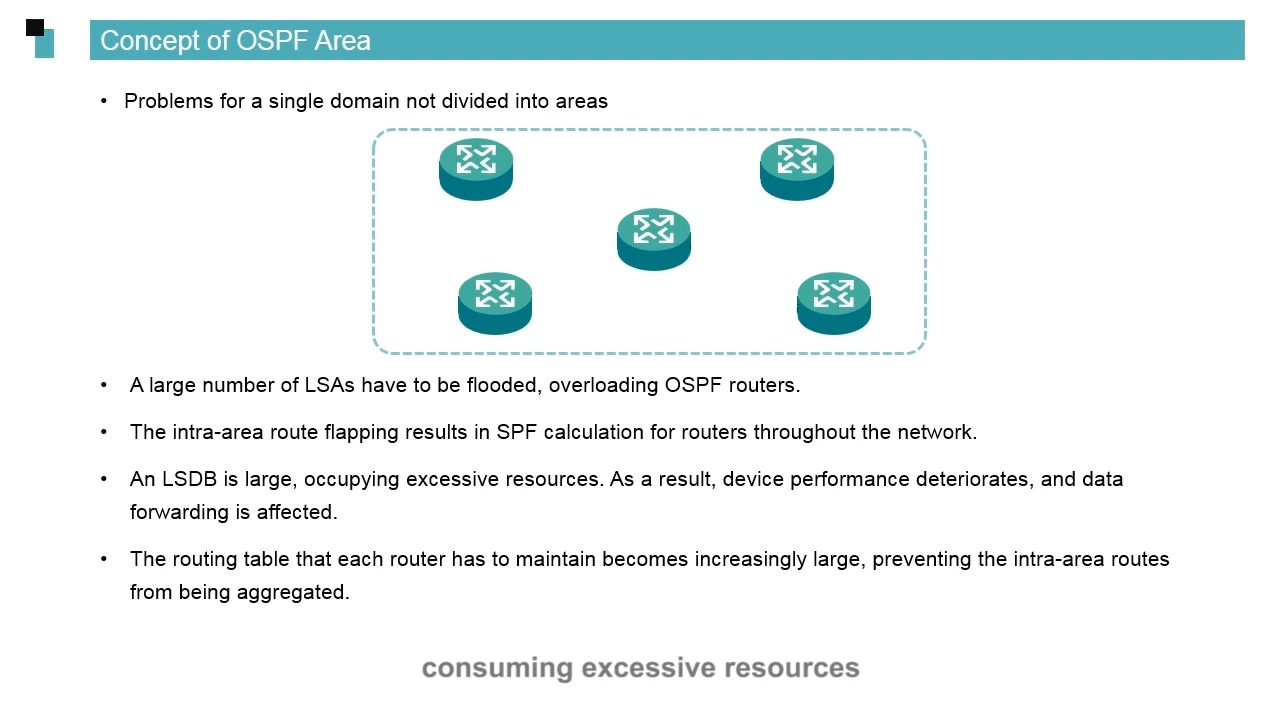 Concept of OSPF Area
• Problems for a single domain not divided into areas
• A large number of LSAs have to be flooded, overloading OSPF routers.
• The intra-area route flapping results in SPF calculation for routers throughout the network.
• An LSDB is large, occupying excessive resources. As a result, device performance deteriorates, and data
forwarding is affected.
• The routing table that each router has to maintain becomes increasingly large, preventing the intra-area routes
from being aggregated.
consuming excessive resources